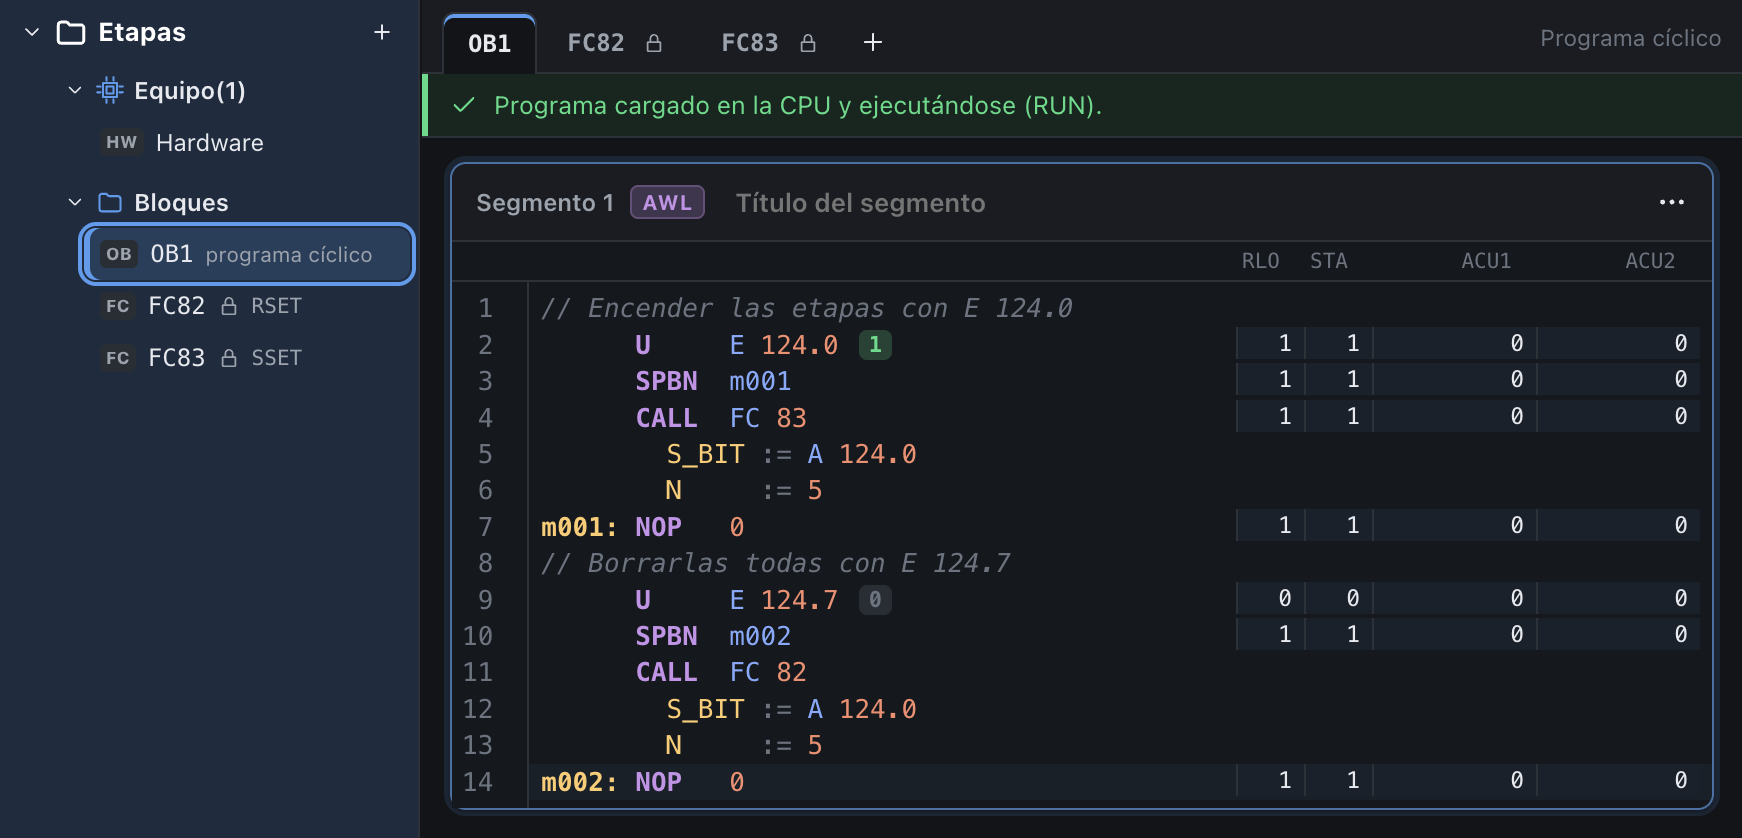 Etapas +
Equipo(1)
HW Hardware
Bloques
OB OB1 programa cíclico
FC FC82 RSET
FC FC83 SSET
OB1 FC82 FC83 + Programa cíclico
Programa cargado en la CPU y ejecutándose (RUN).
Segmento 1 AWL Título del segmento ...
RLO STA ACU1 ACU2
1 // Encender las etapas con E 124.0
2 U E 124.0 1 1 1 0 0
3 SPBN m001 1 1 0 0
4 CALL FC 83 1 1 0 0
5 S_BIT := A 124.0
6 N := 5
7 m001: NOP 0 1 1 0 0
8 // Borrarlas todas con E 124.7
9 U E 124.7 0 0 0 0 0
10 SPBN m002 1 1 0 0
11 CALL FC 82
12 S_BIT := A 124.0
13 N := 5
14 m002: NOP 0 1 1 0 0